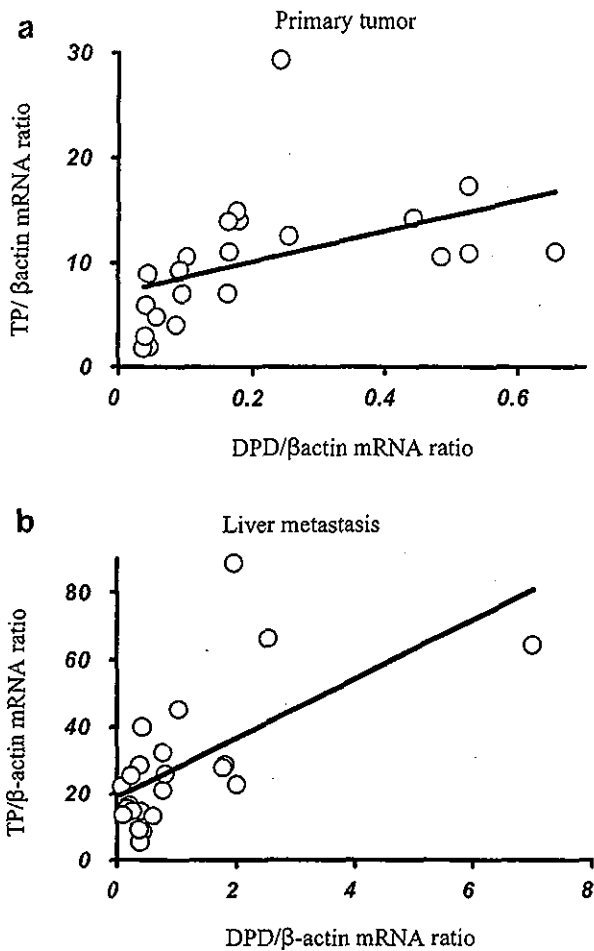 a
Primary tumor
TP/ βactin mRNA ratio
30
20
10
0
0 0.2 0.4 0.6
DPD/βactin mRNA ratio
b
Liver metastasis
TP/β-actin mRNA ratio
80
60
40
20
0
0 2 4 6 8
DPD/β-actin mRNA ratio